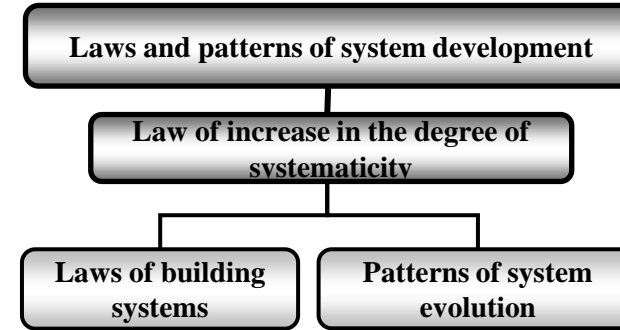 Laws and patterns of system development
Law of increase in the degree of
systematicity
Laws of building
systems
Patterns of system
evolution